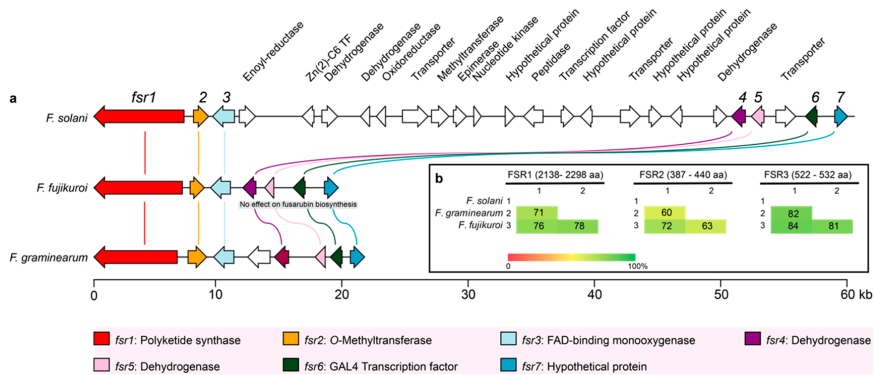 Enoyl-reductase
Zn(2)-C6 TF
Dehydrogenase
Dehydrogenase
Oxidoreductase
Transporter
Methyltransferase
Epimerase
Nucleotide kinase
Hypothetical protein
Peptidase
Transcription factor
Hypothetical protein
Transporter
Hypothetical protein
Hypothetical protein
Dehydrogenase
Transporter
a
fsr1 2 3 4 5 6 7
F. solani
F. fujikuroi
No effect on fusarubin biosynthesis
F. graminearum
b
FSR1 (2138- 2298 aa) FSR2 (387 - 440 aa) FSR3 (522 - 532 aa)
1 2 1 2 1 2
F. solani 1 1 1
F. graminearum 2 71 2 60 2 82
F. fujikuroi 3 76 78 3 72 63 3 84 81
0 100%
0 10 20 30 40 50 60 kb
fsr1: Polyketide synthase fsr2: O-Methyltransferase fsr3: FAD-binding monooxygenase fsr4: Dehydrogenase
fsr5: Dehydrogenase fsr6: GAL4 Transcription factor fsr7: Hypothetical protein